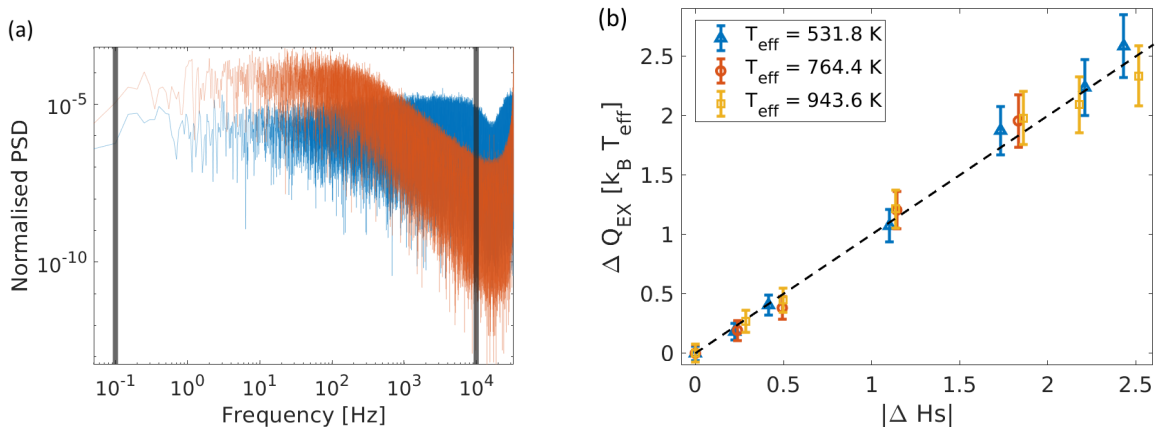 (a)
Normalised PSD
10^-5
10^-10
10^-1
10^0
10^1
10^2
10^3
10^4
Frequency [Hz]
(b)
T_eff = 531.8 K
T_eff = 764.4 K
T_eff = 943.6 K
Δ Q_EX [k_B T_eff]
2.5
2
1.5
1
0.5
0
0
0.5
1
1.5
2
2.5
|Δ Hs|